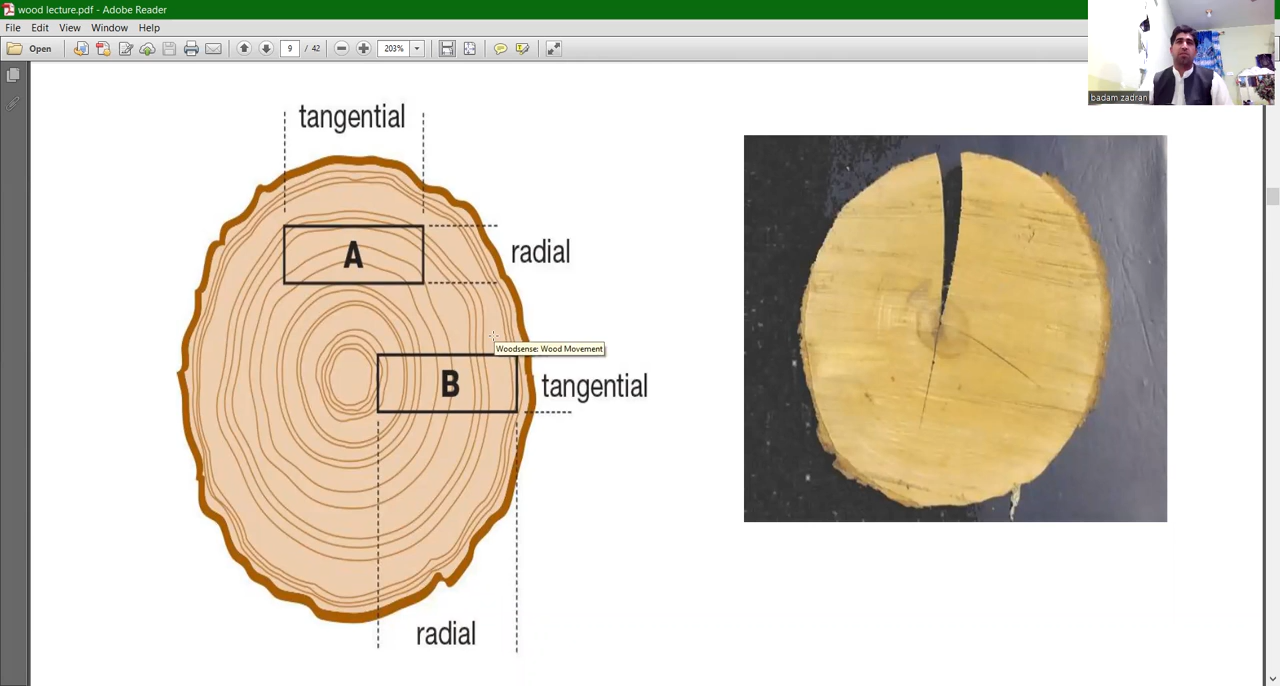 wood lecture.pdf - Adobe Reader
File Edit View Window Help
Open 9 / 42 203%
badam zadran
tangential
A
radial
Woodsense: Wood Movement
B
tangential
radial